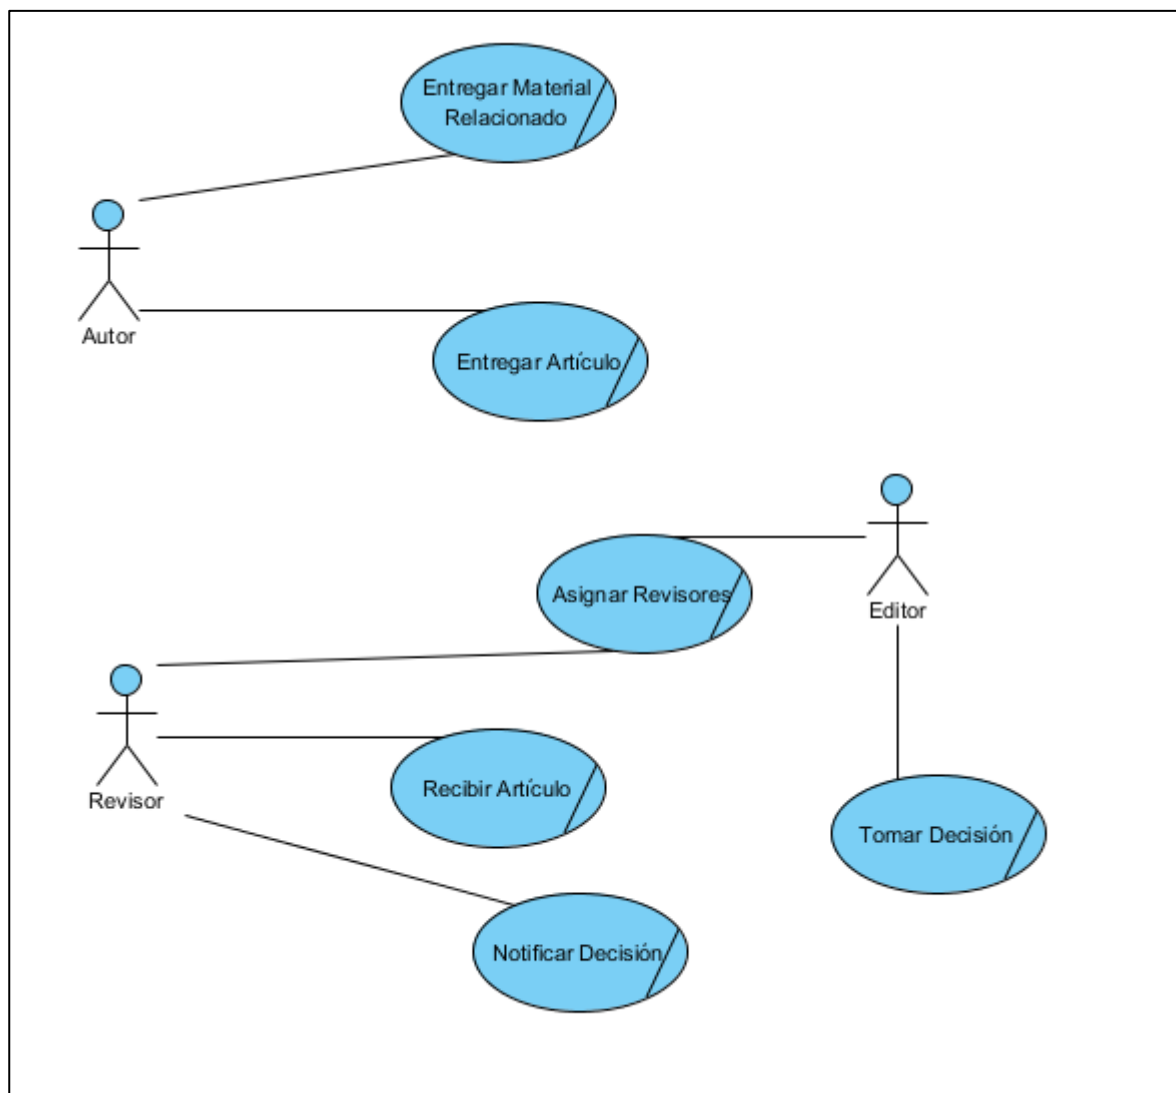 Entregar Material
Relacionado
Autor
Entregar Artículo
Asignar Revisores
Editor
Revisor
Recibir Artículo
Tomar Decisión
Notificar Decisión